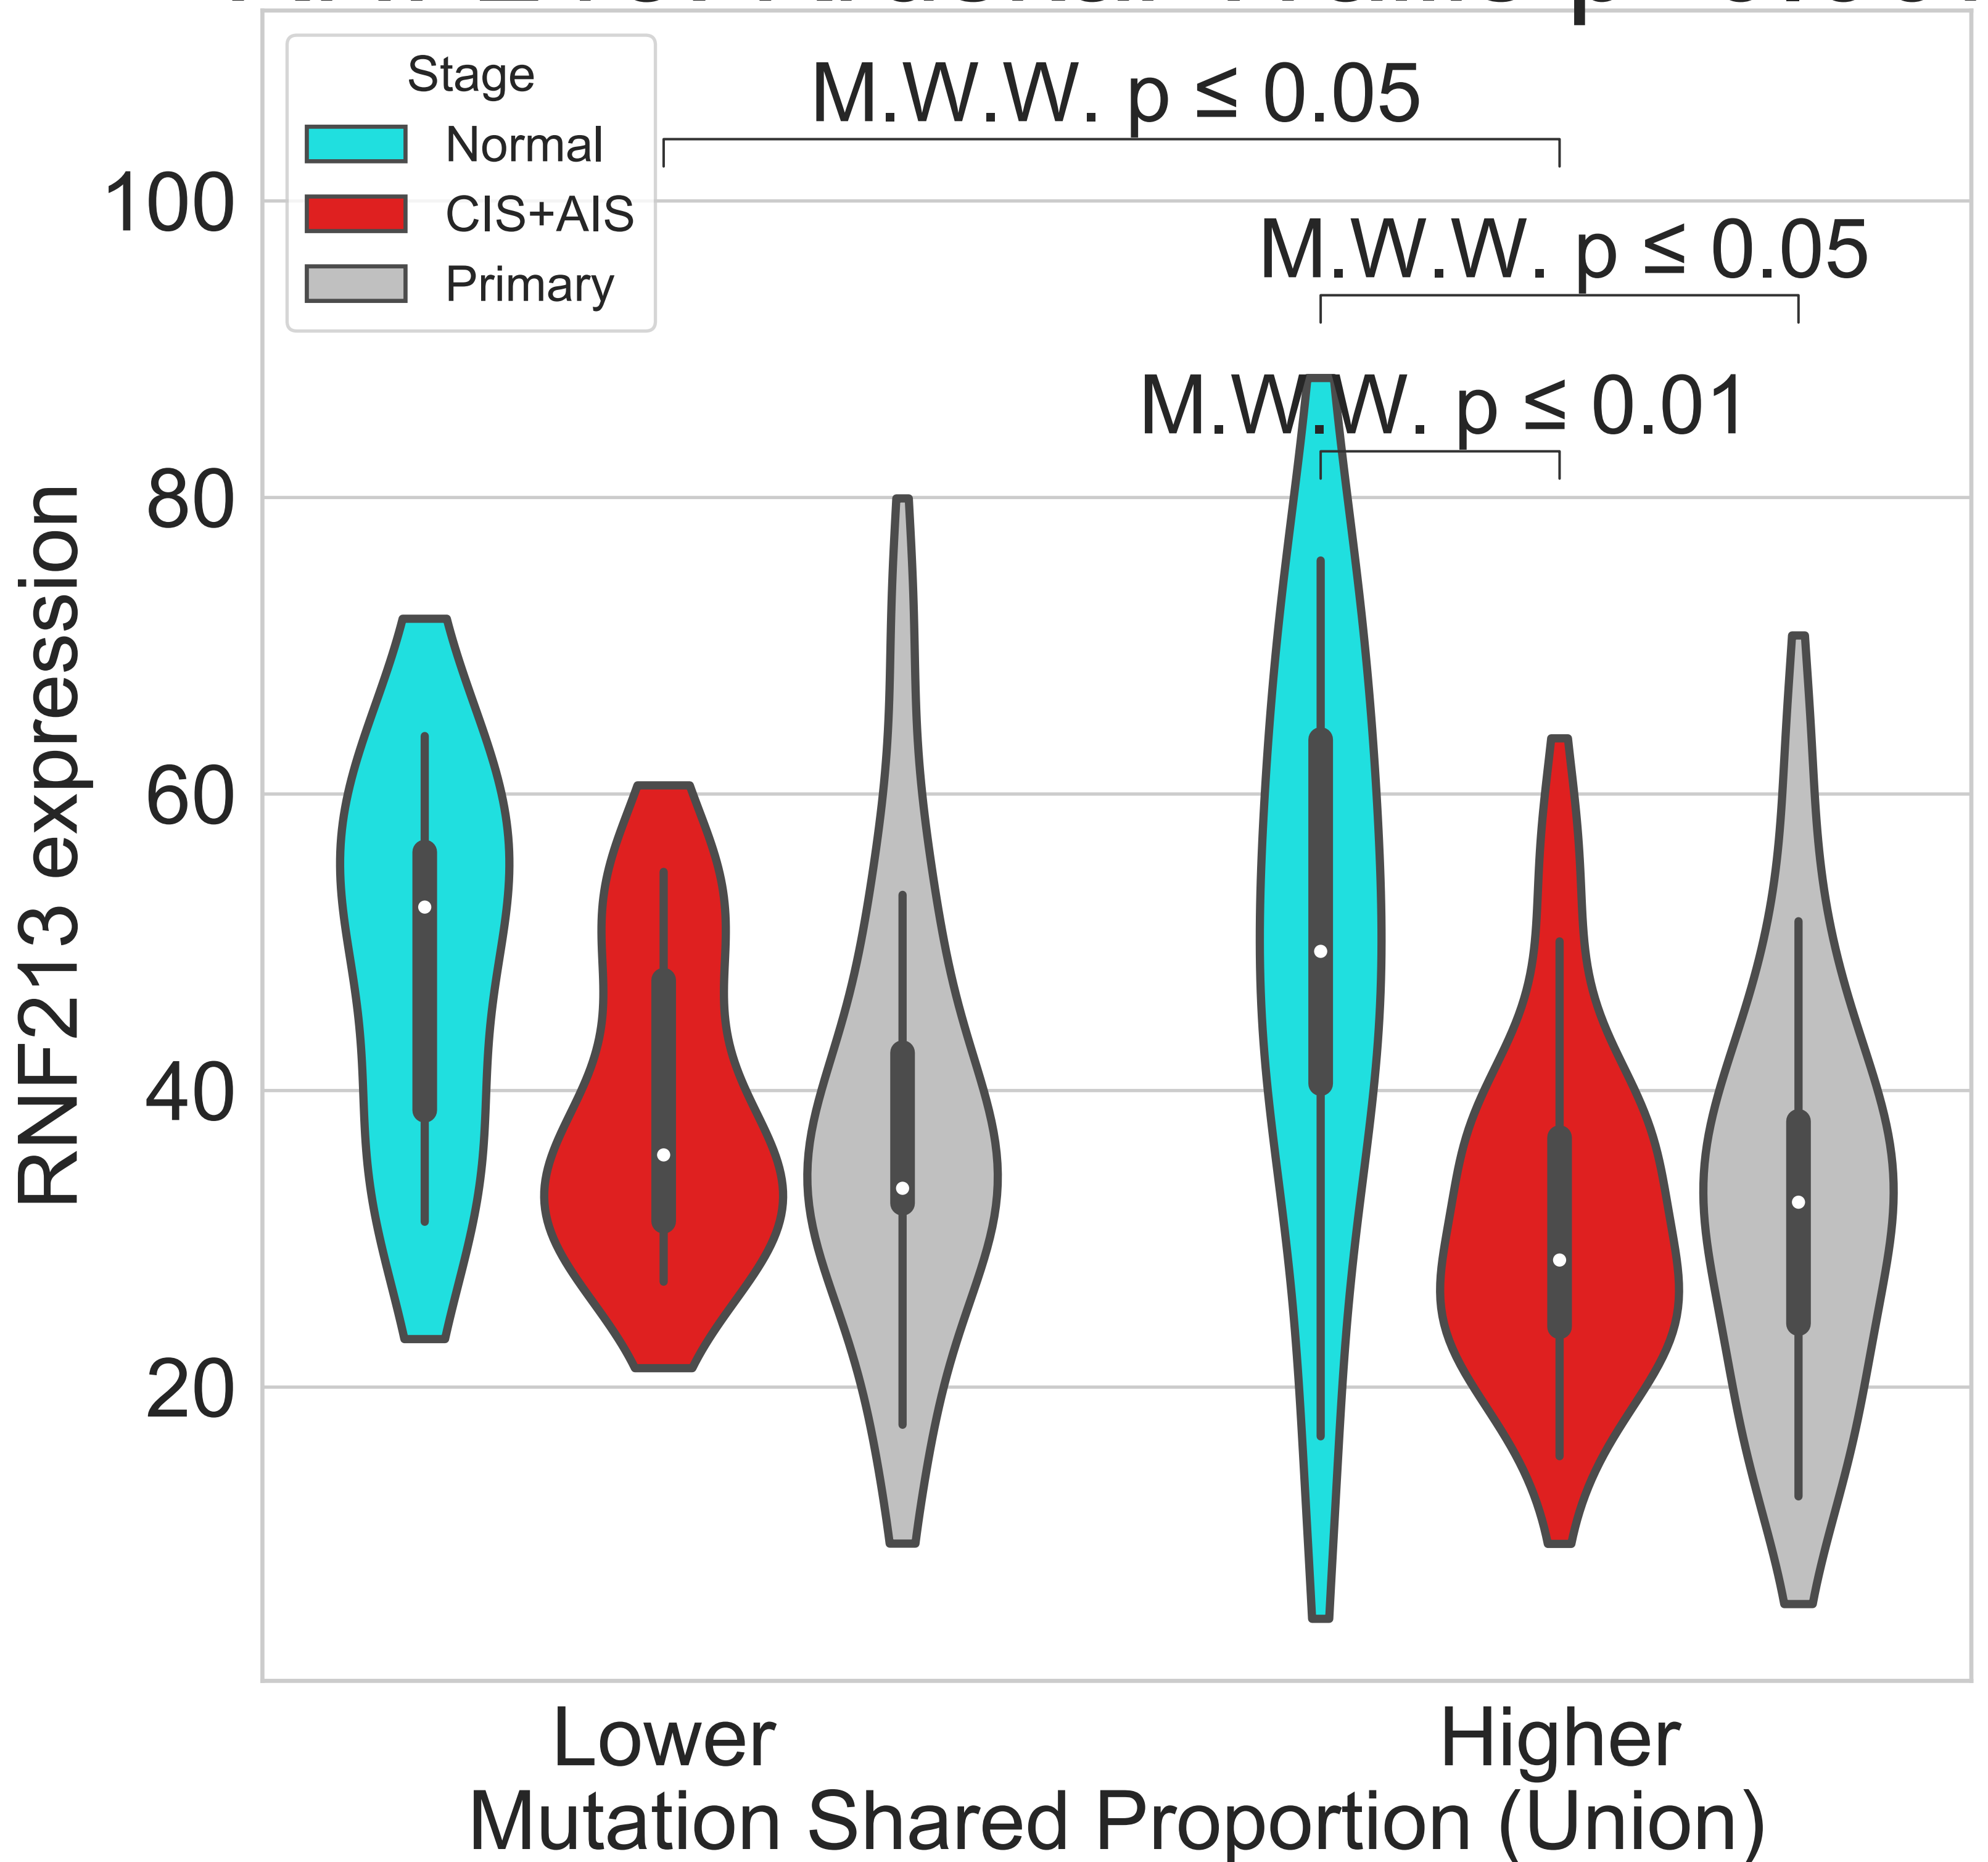 Stage
Normal
CIS+AIS
Primary
M.W.W. p ≤ 0.05
M.W.W. p ≤ 0.05
M.W.W. p ≤ 0.01
100
80
60
40
20
RNF213 expression
Lower
Higher
Mutation Shared Proportion (Union)